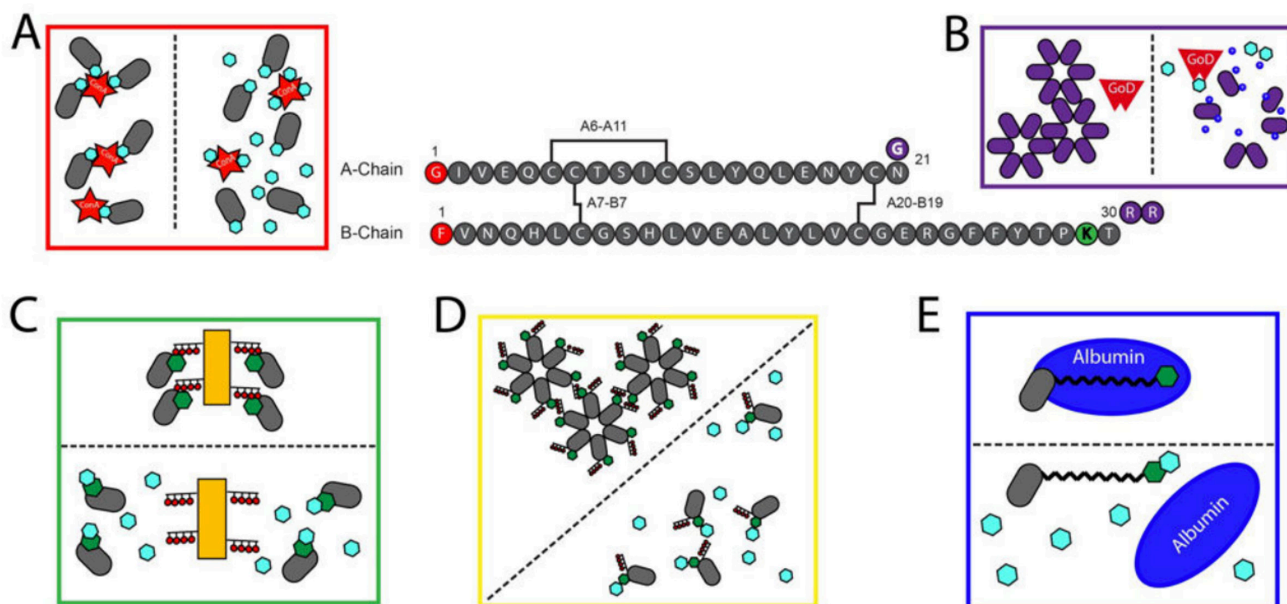 A
ConA
ConA
ConA
ConA
ConA
B
GoD
GoD
A6-A11
1
G
21
A-Chain
G I V E Q C C T S I C S L Y Q L E N Y C N
A7-B7
A20-B19
1
30
R R
B-Chain
F V N Q H L C G S H L V E A L Y L V C G E R G F F Y T P K T
C
D
E
Albumin
Albumin